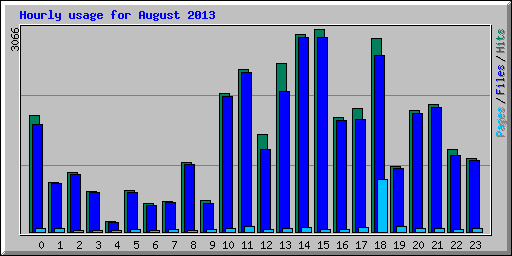 Hourly usage for August 2013
3066
Pages/Files/Hits
0 1 2 3 4 5 6 7 8 9 10 11 12 13 14 15 16 17 18 19 20 21 22 23